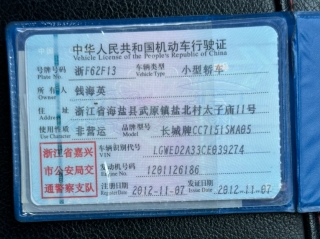 中华人民共和国机动车行驶证
Vehicle License of the People's Republic of China
号牌号码 浙F6ZF13 车辆类型 小型轿车
Plate No. Vehicle Type
所有人 钱海英
Owner
住址 浙江省海盐县武原镇盐北村太子庙11号
Address
使用性质 非营运 品牌型号 长城牌CC7151SMA05
Use Character Model
浙江省嘉兴
市公安局交
通警察支队
车辆识别代号 LGWED2A33CE039274
VIN
发动机号码 1201126186
Engine No.
注册日期 2012-11-07 发证日期 2012-11-07
Register Date Issue Date